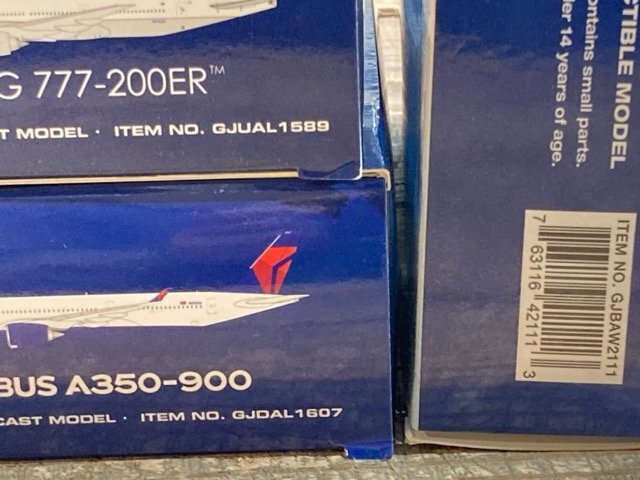 G 777-200ER™
T MODEL · ITEM NO. GJUAL1589
BUS A350-900
CAST MODEL · ITEM NO. GJDAL1607
CTIBLE MODEL
ontains small parts.
der 14 years of age.
ITEM NO. GJBAW2111
7 63116 42111 3